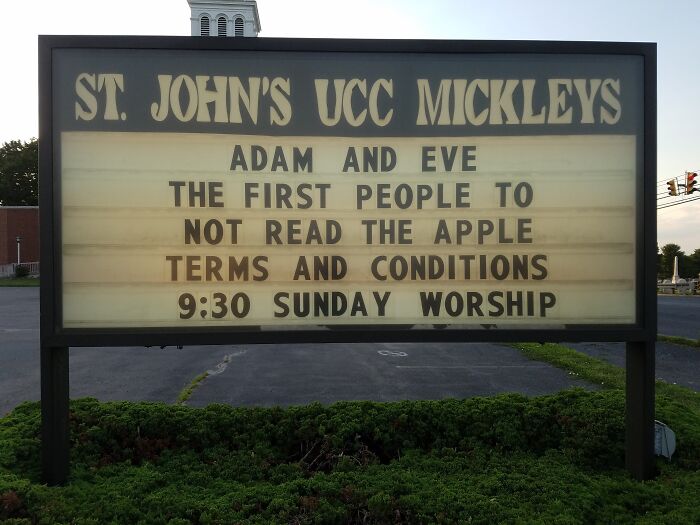 ST. JOHN'S UCC MICKLEYS
ADAM AND EVE
THE FIRST PEOPLE TO
NOT READ THE APPLE
TERMS AND CONDITIONS
9:30 SUNDAY WORSHIP